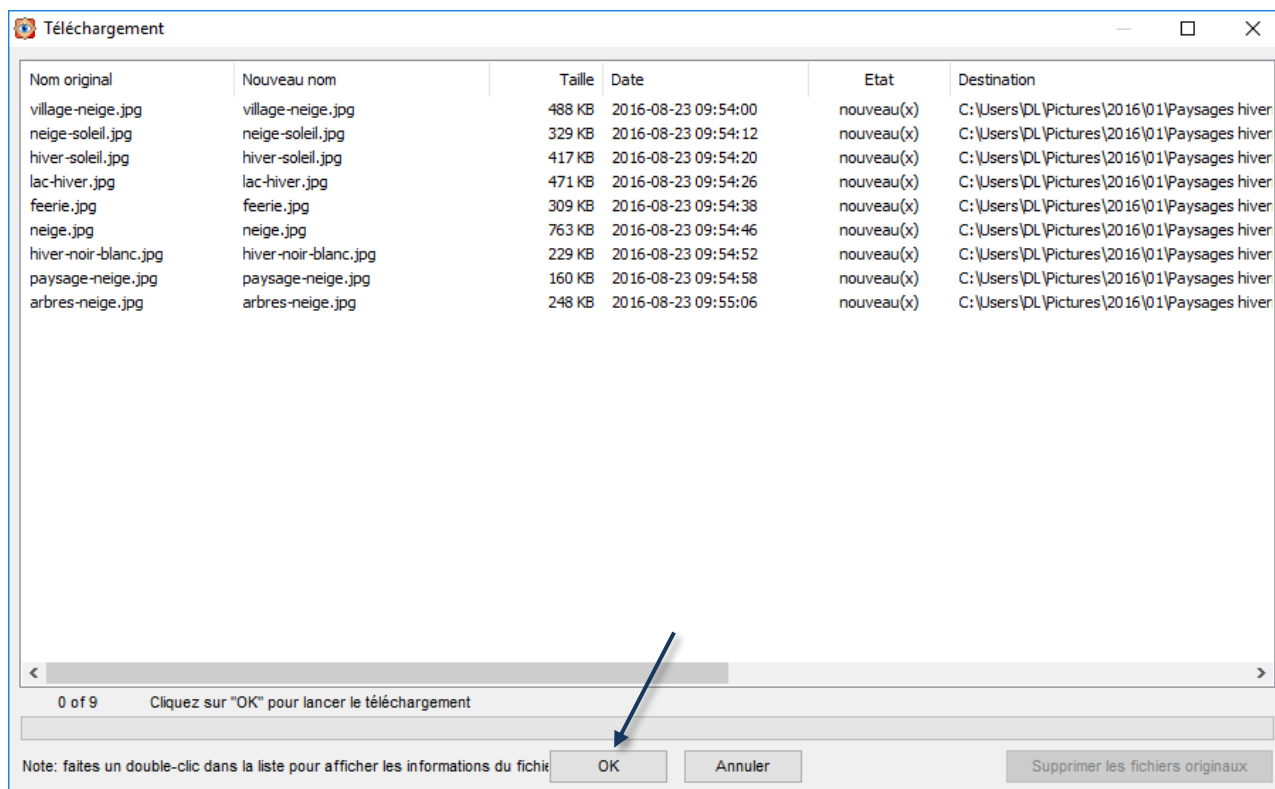 Téléchargement
Nom original Nouveau nom Taille Date Etat Destination
village-neige.jpg village-neige.jpg 488 KB 2016-08-23 09:54:00 nouveau(x) C:\Users\DL\Pictures\2016\01\Paysages hiver
neige-soleil.jpg neige-soleil.jpg 329 KB 2016-08-23 09:54:12 nouveau(x) C:\Users\DL\Pictures\2016\01\Paysages hiver
hiver-soleil.jpg hiver-soleil.jpg 417 KB 2016-08-23 09:54:20 nouveau(x) C:\Users\DL\Pictures\2016\01\Paysages hiver
lac-hiver.jpg lac-hiver.jpg 471 KB 2016-08-23 09:54:26 nouveau(x) C:\Users\DL\Pictures\2016\01\Paysages hiver
feerie.jpg feerie.jpg 309 KB 2016-08-23 09:54:38 nouveau(x) C:\Users\DL\Pictures\2016\01\Paysages hiver
neige.jpg neige.jpg 763 KB 2016-08-23 09:54:46 nouveau(x) C:\Users\DL\Pictures\2016\01\Paysages hiver
hiver-noir-blanc.jpg hiver-noir-blanc.jpg 229 KB 2016-08-23 09:54:52 nouveau(x) C:\Users\DL\Pictures\2016\01\Paysages hiver
paysage-neige.jpg paysage-neige.jpg 160 KB 2016-08-23 09:54:58 nouveau(x) C:\Users\DL\Pictures\2016\01\Paysages hiver
arbres-neige.jpg arbres-neige.jpg 248 KB 2016-08-23 09:55:06 nouveau(x) C:\Users\DL\Pictures\2016\01\Paysages hiver
0 of 9 Cliquez sur "OK" pour lancer le téléchargement
Note: faites un double-clic dans la liste pour afficher les informations du fichie OK Annuler Supprimer les fichiers originaux